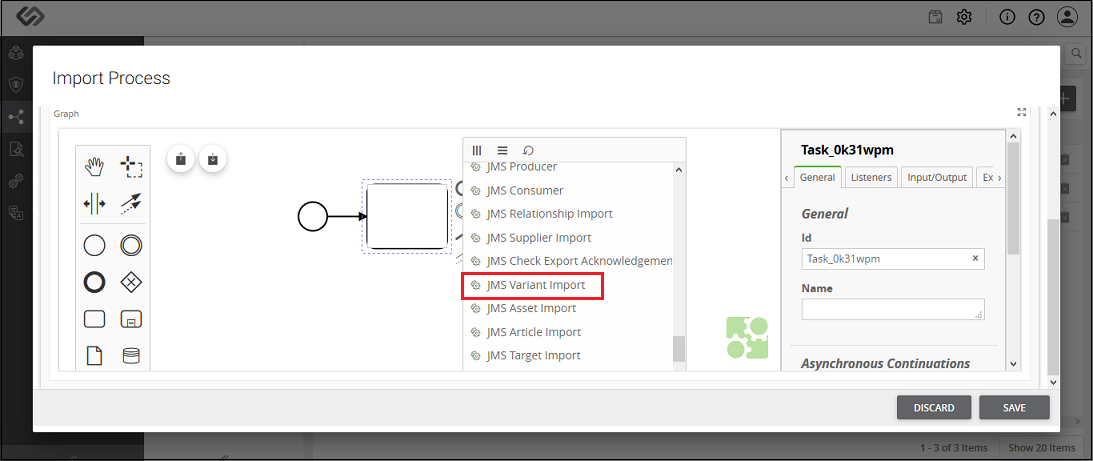 Import Process
Graph
JMS Producer
JMS Consumer
JMS Relationship Import
JMS Supplier Import
JMS Check Export Acknowledgemen
JMS Variant Import
JMS Asset Import
JMS Article Import
JMS Target Import
Task_0k31wpm
General
Listeners
Input/Output
Ex
General
Id
Task_0k31wpm
Name
Asynchronous Continuations
DISCARD
SAVE
1 - 3 of 3 Items
Show 20 Items